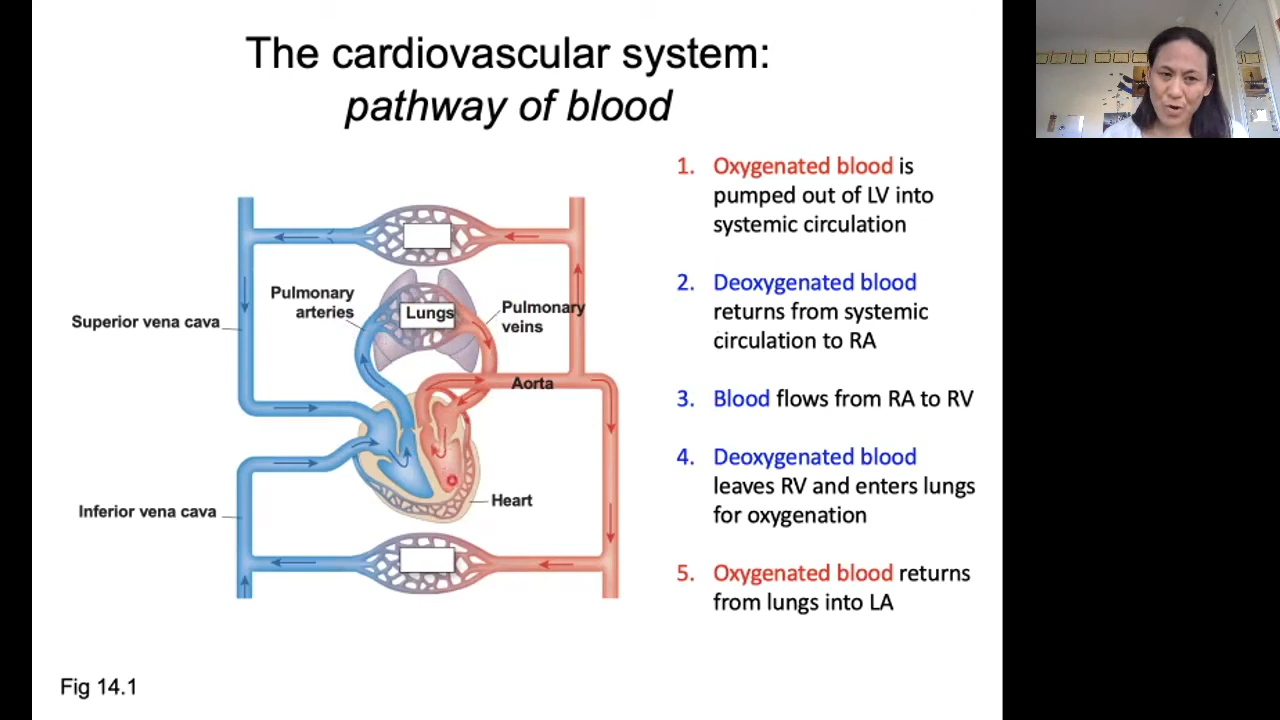 The cardiovascular system:
pathway of blood
Pulmonary
arteries
Lungs
Pulmonary
veins
Superior vena cava
Aorta
Inferior vena cava
Heart
Fig 14.1
1. Oxygenated blood is
pumped out of LV into
systemic circulation
2. Deoxygenated blood
returns from systemic
circulation to RA
3. Blood flows from RA to RV
4. Deoxygenated blood
leaves RV and enters lungs
for oxygenation
5. Oxygenated blood returns
from lungs into LA